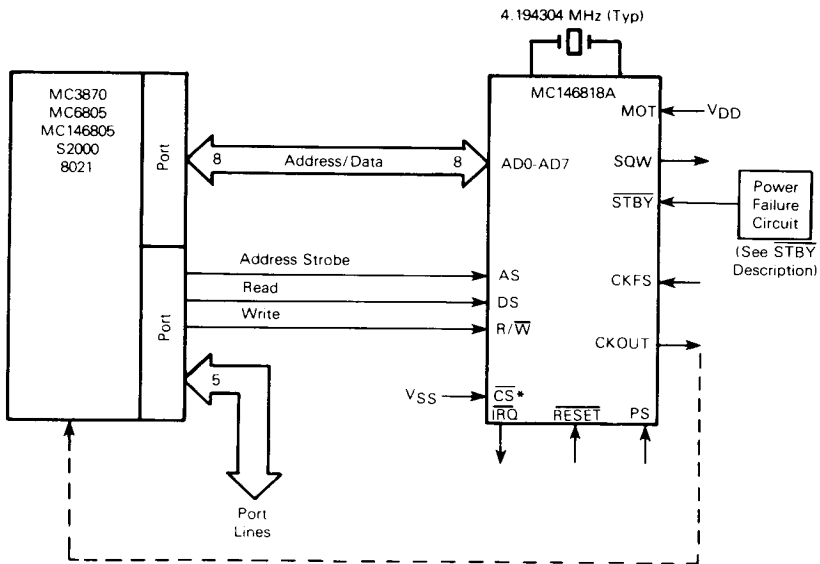 4.194304 MHz (Typ)
MC3870
MC6805
MC146805
S2000
8021
Port
8 Address/Data 8
MC146818A
MOT
VDD
AD0-AD7
SQW
STBY
Power
Failure
Circuit
(See STBY
Description)
Address Strobe
AS
Read
DS
Write
R/W
CKFS
CKOUT
Port
5
VSS
CS*
IRQ
RESET
PS
Port
Lines